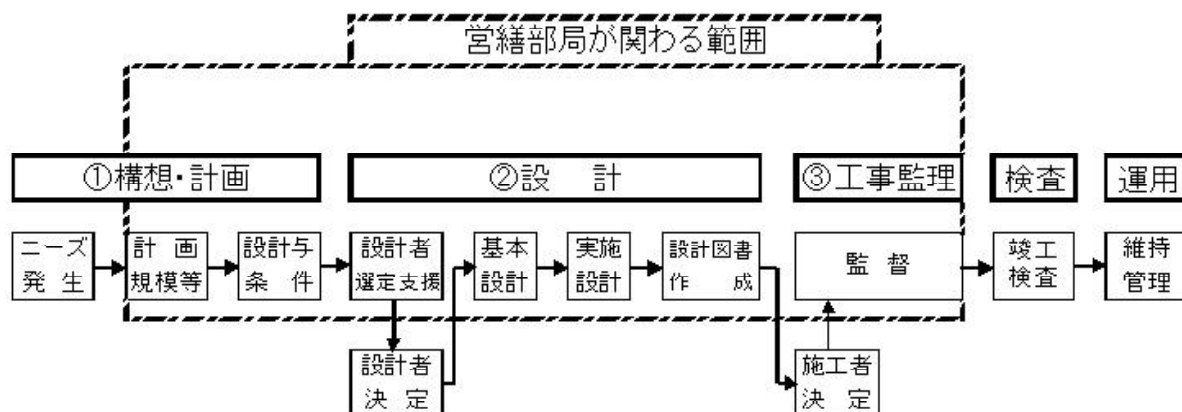 営繕部局が関わる範囲
①構想・計画
②設 計
③工事監理
検査
運用
ニーズ
発 生
計 画
規模等
設計与
条 件
設計者
選定支援
基本
設計
実施
設計
設計図書
作 成
監 督
竣工
検査
維持
管理
設計者
決 定
施工者
決 定